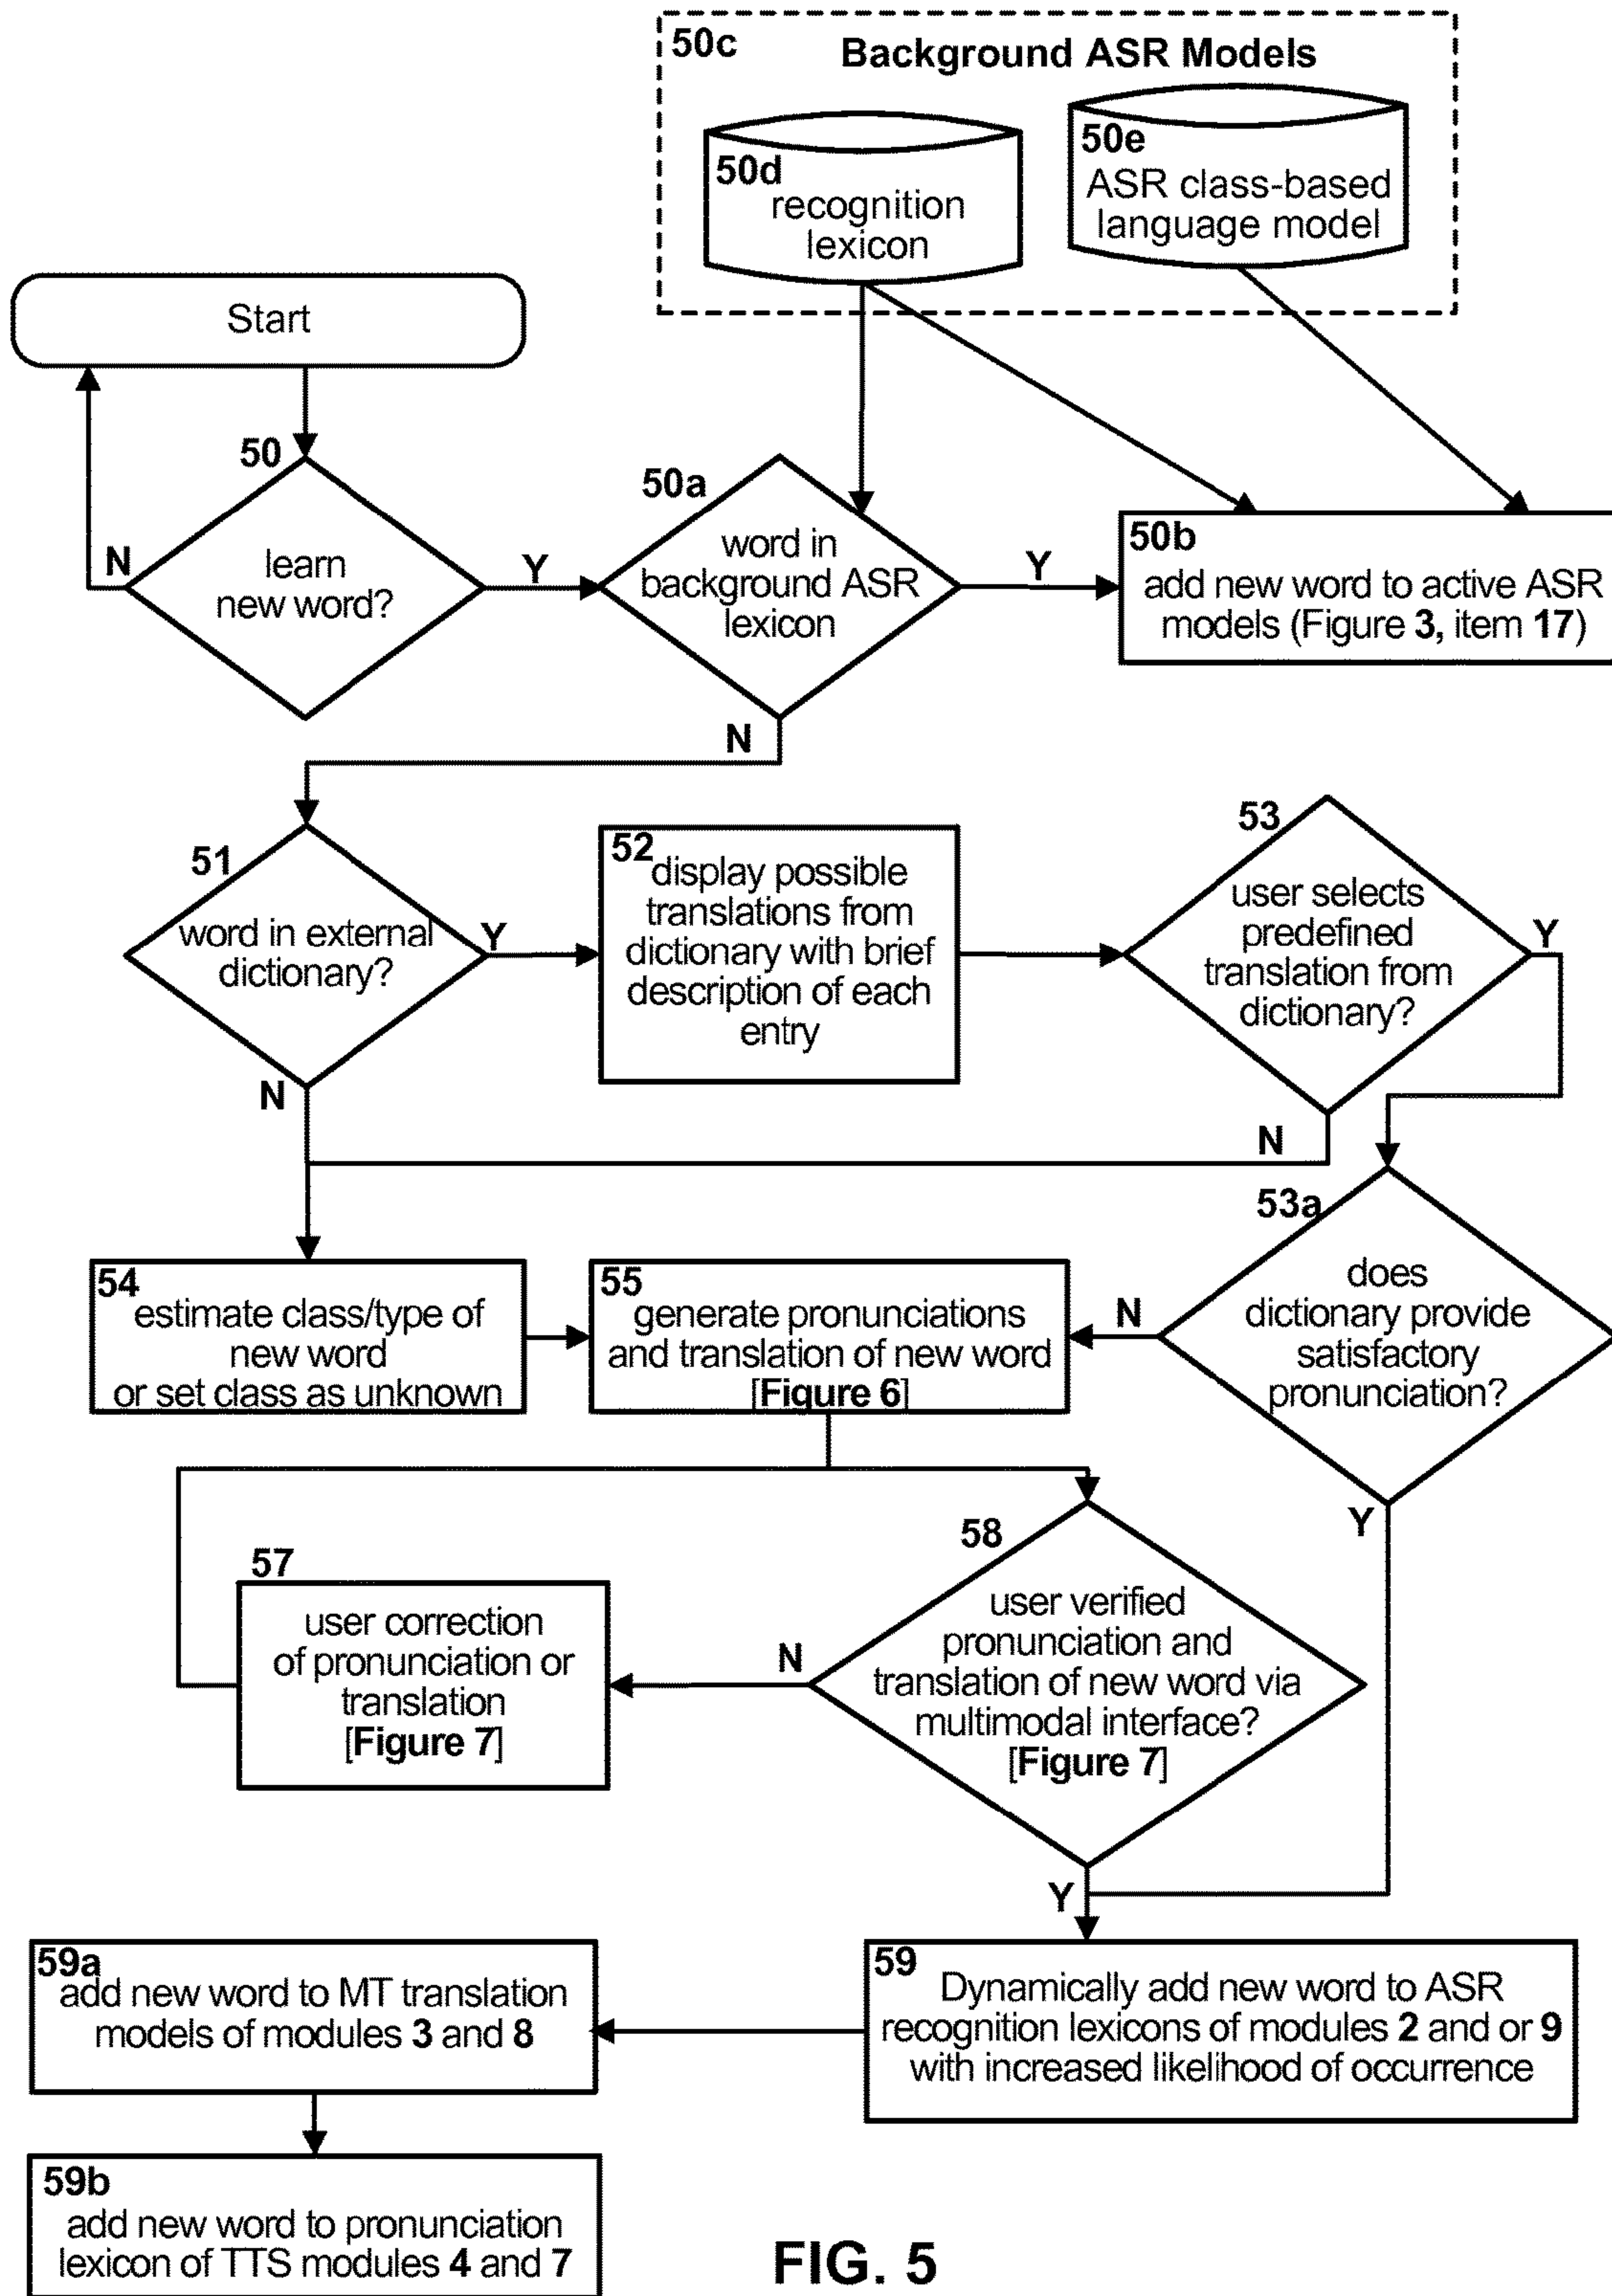 50c
Background ASR Models
50d
recognition
lexicon
50e
ASR class-based
language model
Start
50
learn
new word?
N
Y
50a
word in
background ASR
lexicon
Y
N
50b
add new word to active ASR
models (Figure 3, item 17)
51
word in external
dictionary?
Y
N
52
display possible
translations from
dictionary with brief
description of each
entry
53
user selects
predefined
translation from
dictionary?
Y
N
53a
does
dictionary provide
satisfactory
pronunciation?
N
Y
54
estimate class/type of
new word
or set class as unknown
55
generate pronunciations
and translation of new word
[Figure 6]
57
user correction
of pronunciation or
translation
[Figure 7]
58
user verified
pronunciation and
translation of new word via
multimodal interface?
[Figure 7]
N
Y
59
Dynamically add new word to ASR
recognition lexicons of modules 2 and or 9
with increased likelihood of occurrence
59a
add new word to MT translation
models of modules 3 and 8
59b
add new word to pronunciation
lexicon of TTS modules 4 and 7
FIG. 5